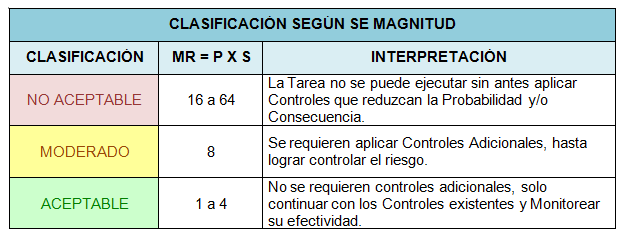 CLASIFICACIÓN SEGÚN SE MAGNITUD
CLASIFICACIÓN MR = P X S INTERPRETACIÓN
NO ACEPTABLE 16 a 64 La Tarea no se puede ejecutar sin antes aplicar
Controles que reduzcan la Probabilidad y/o
Consecuencia.
MODERADO 8 Se requieren aplicar Controles Adicionales, hasta
lograr controlar el riesgo.
ACEPTABLE 1 a 4 No se requieren controles adicionales, solo
continuar con los Controles existentes y Monitorear
su efectividad.